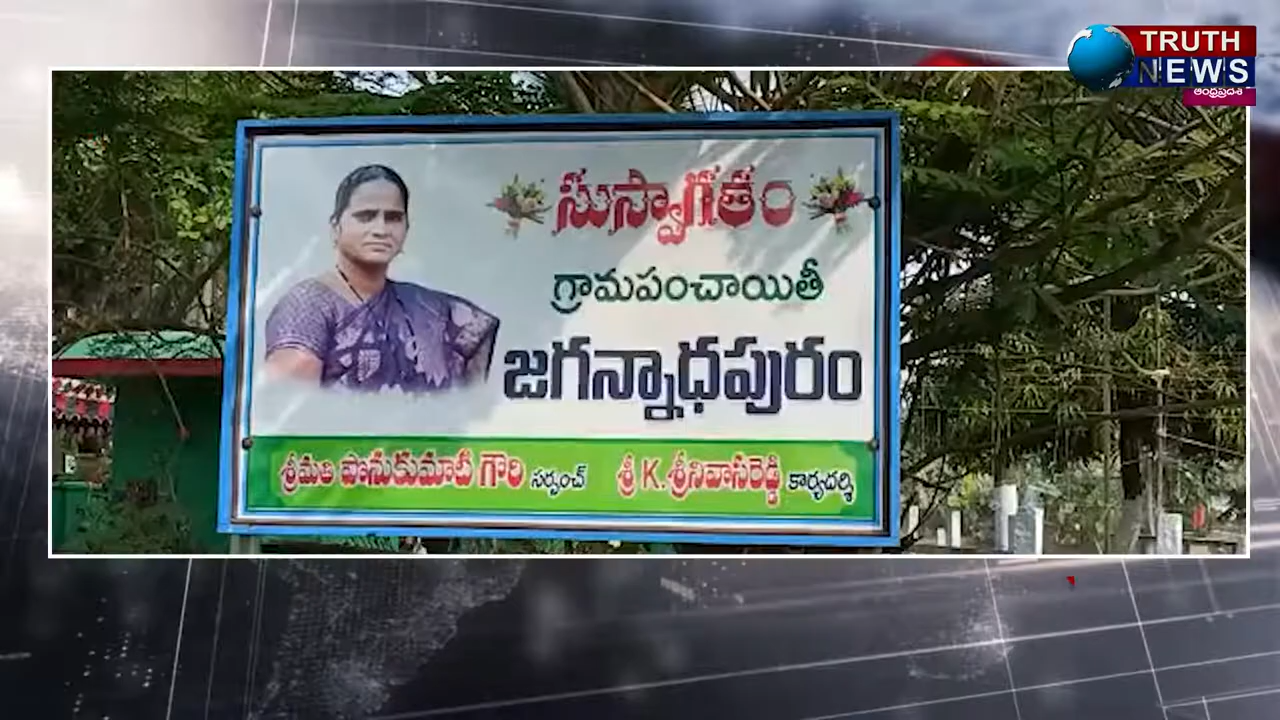 TRUTH
NEWS
ఆంధ్రప్రదేశ్
సుస్వాగతం
గ్రామపంచాయితీ
జగన్నాధపురం
శ్రీమతి పొనుకుమాటి గౌరి సర్పంచ్ శ్రీ K. శ్రీనివాసరెడ్డి కార్యదర్శి